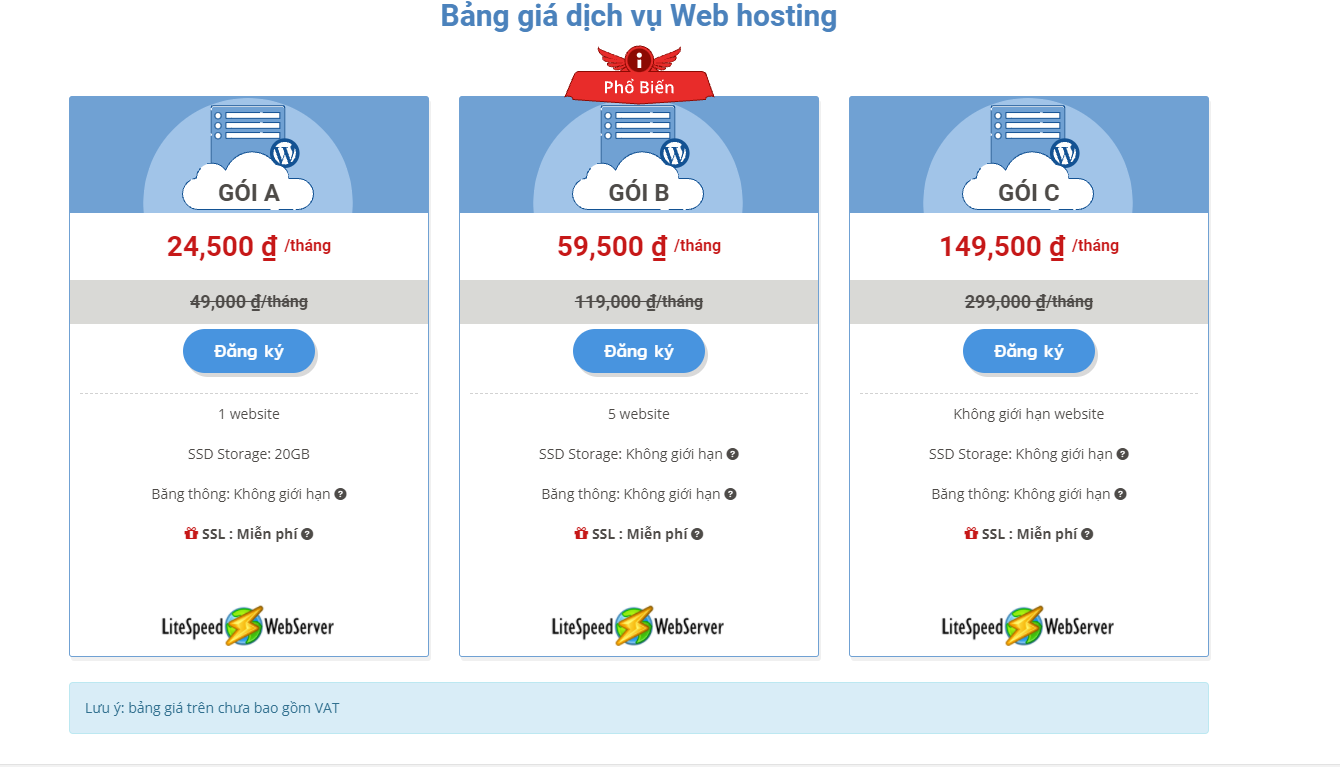 Bảng giá dịch vụ Web hosting
Phổ Biến
GÓI A
24,500 ₫ /tháng
49,000 ₫/tháng
Đăng ký
1 website
SSD Storage: 20GB
Băng thông: Không giới hạn
SSL : Miễn phí
LiteSpeed WebServer
GÓI B
59,500 ₫ /tháng
119,000 ₫/tháng
Đăng ký
5 website
SSD Storage: Không giới hạn
Băng thông: Không giới hạn
SSL : Miễn phí
LiteSpeed WebServer
GÓI C
149,500 ₫ /tháng
299,000 ₫/tháng
Đăng ký
Không giới hạn website
SSD Storage: Không giới hạn
Băng thông: Không giới hạn
SSL : Miễn phí
LiteSpeed WebServer
Lưu ý: bảng giá trên chưa bao gồm VAT